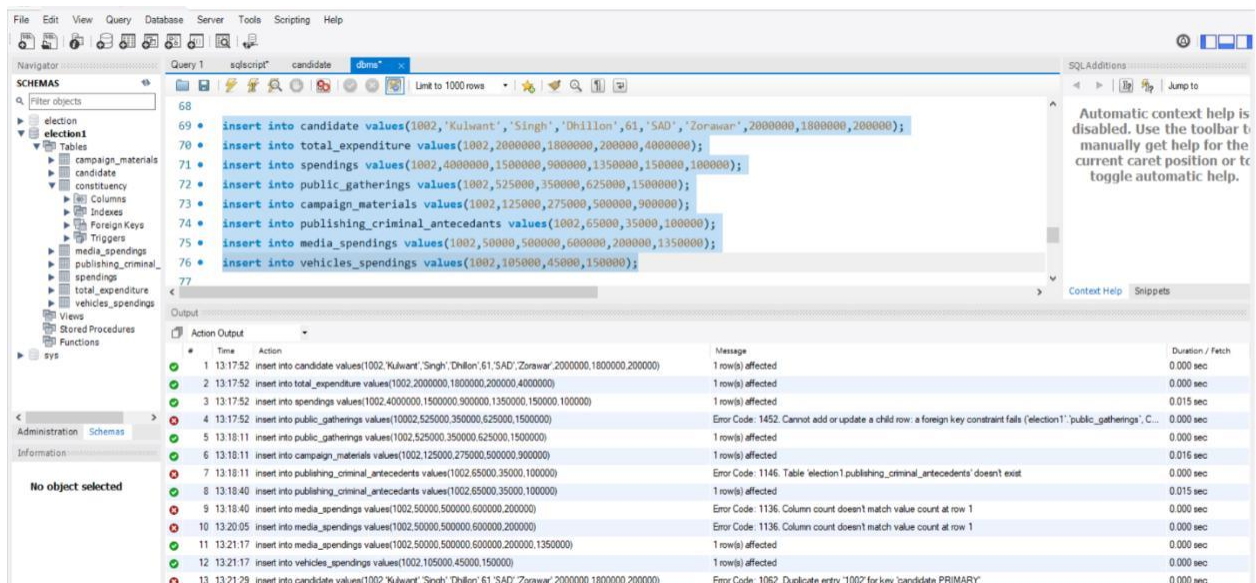 File Edit View Query Database Server Tools Scripting Help
Navigator
SCHEMAS
Filter objects
election
election1
Tables
campaign_materials
candidate
constituency
Columns
Indexes
Foreign Keys
Triggers
media_spendings
publishing_criminal_
spendings
total_expenditure
vehicles_spendings
Views
Stored Procedures
Functions
sys
Administration Schemas
Information
No object selected
Query 1 sqlscript* candidate dbms*
Limit to 1000 rows
68
69 insert into candidate values(1002,'Kulwant','Singh','Dhillon',61,'SAD','Zorawar',2000000,1800000,200000);
70 insert into total_expenditure values(1002,2000000,1800000,200000,4000000);
71 insert into spendings values(1002,4000000,1500000,900000,1350000,150000,100000);
72 insert into public_gatherings values(1002,525000,350000,625000,1500000);
73 insert into campaign_materials values(1002,125000,275000,500000,900000);
74 insert into publishing_criminal_antecedants values(1002,65000,35000,100000);
75 insert into media_spendings values(1002,50000,500000,600000,200000,1350000);
76 insert into vehicles_spendings values(1002,105000,45000,150000);
77
SQLAdditions
Jump to
Automatic context help is
disabled. Use the toolbar t
manually get help for the
current caret position or to
toggle automatic help.
Context Help Snippets
Output
Action Output
# Time Action Message Duration / Fetch
1 13:17:52 insert into candidate values(1002,'Kulwant','Singh','Dhillon',61,'SAD','Zorawar',2000000,1800000,200000) 1 row(s) affected 0.000 sec
2 13:17:52 insert into total_expenditure values(1002,2000000,1800000,200000,4000000) 1 row(s) affected 0.000 sec
3 13:17:52 insert into spendings values(1002,4000000,1500000,900000,1350000,150000,100000) 1 row(s) affected 0.015 sec
4 13:17:52 insert into public_gatherings values(10002,525000,350000,625000,1500000) Error Code: 1452. Cannot add or update a child row: a foreign key constraint fails (`election1`.`public_gatherings`, C... 0.000 sec
5 13:18:11 insert into public_gatherings values(1002,525000,350000,625000,1500000) 1 row(s) affected 0.000 sec
6 13:18:11 insert into campaign_materials values(1002,125000,275000,500000,900000) 1 row(s) affected 0.016 sec
7 13:18:11 insert into publishing_criminal_antecedents values(1002,65000,35000,100000) Error Code: 1146. Table 'election1.publishing_criminal_antecedents' doesn't exist 0.000 sec
8 13:18:40 insert into publishing_criminal_antecedants values(1002,65000,35000,100000) 1 row(s) affected 0.015 sec
9 13:18:40 insert into media_spendings values(1002,50000,500000,600000,200000) Error Code: 1136. Column count doesn't match value count at row 1 0.000 sec
10 13:20:05 insert into media_spendings values(1002,50000,500000,600000,200000) Error Code: 1136. Column count doesn't match value count at row 1 0.000 sec
11 13:21:17 insert into media_spendings values(1002,50000,500000,600000,200000,1350000) 1 row(s) affected 0.000 sec
12 13:21:17 insert into vehicles_spendings values(1002,105000,45000,150000) 1 row(s) affected 0.000 sec
13 13:21:29 insert into candidate values(1002,'Kulwant','Singh','Dhillon',61,'SAD','Zorawar',2000000,1800000,200000) Error Code: 1062. Duplicate entry '1002' for key 'candidate.PRIMARY' 0.000 sec